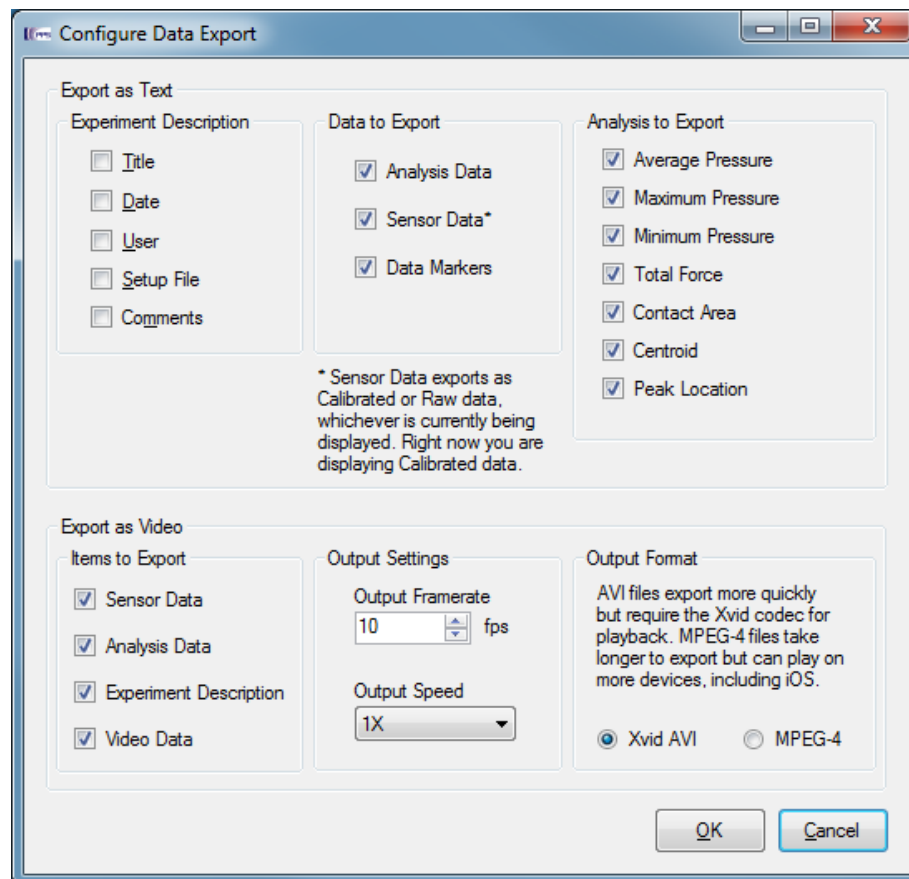 Configure Data Export
Export as Text
Experiment Description
Title
Date
User
Setup File
Comments
Data to Export
Analysis Data
Sensor Data*
Data Markers
* Sensor Data exports as
Calibrated or Raw data,
whichever is currently being
displayed. Right now you are
displaying Calibrated data.
Analysis to Export
Average Pressure
Maximum Pressure
Minimum Pressure
Total Force
Contact Area
Centroid
Peak Location
Export as Video
Items to Export
Sensor Data
Analysis Data
Experiment Description
Video Data
Output Settings
Output Framerate
10 fps
Output Speed
1X
Output Format
AVI files export more quickly
but require the Xvid codec for
playback. MPEG-4 files take
longer to export but can play on
more devices, including iOS.
Xvid AVI MPEG-4
OK Cancel